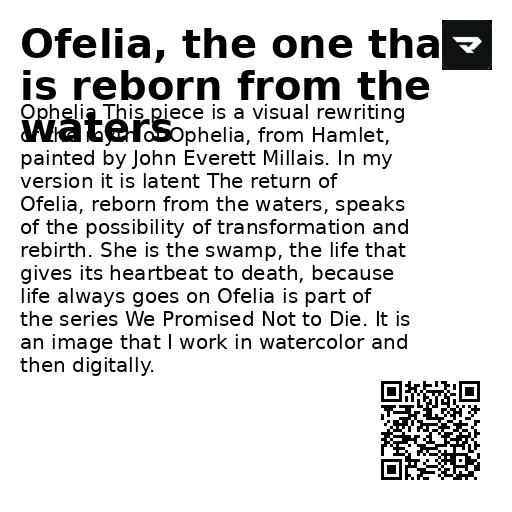 Ofelia, the one tha
is reborn from the
waters
Ophelia This piece is a visual rewriting
of the myth of Ophelia, from Hamlet,
painted by John Everett Millais. In my
version it is latent The return of
Ofelia, reborn from the waters, speaks
of the possibility of transformation and
rebirth. She is the swamp, the life that
gives its heartbeat to death, because
life always goes on Ofelia is part of
the series We Promised Not to Die. It is
an image that I work in watercolor and
then digitally.